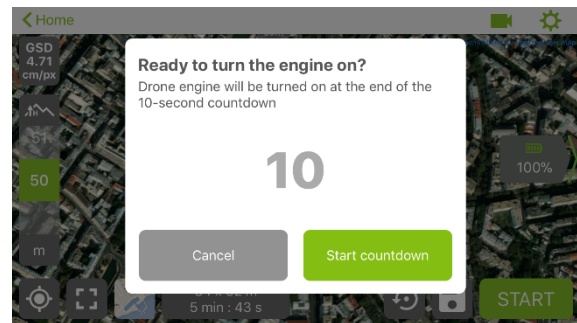 Home
GSD
4.71
cm/px
Ready to turn the engine on?
Drone engine will be turned on at the end of the
10-second countdown
10
50
100%
m
Cancel
Start countdown
5 min : 43 s
START